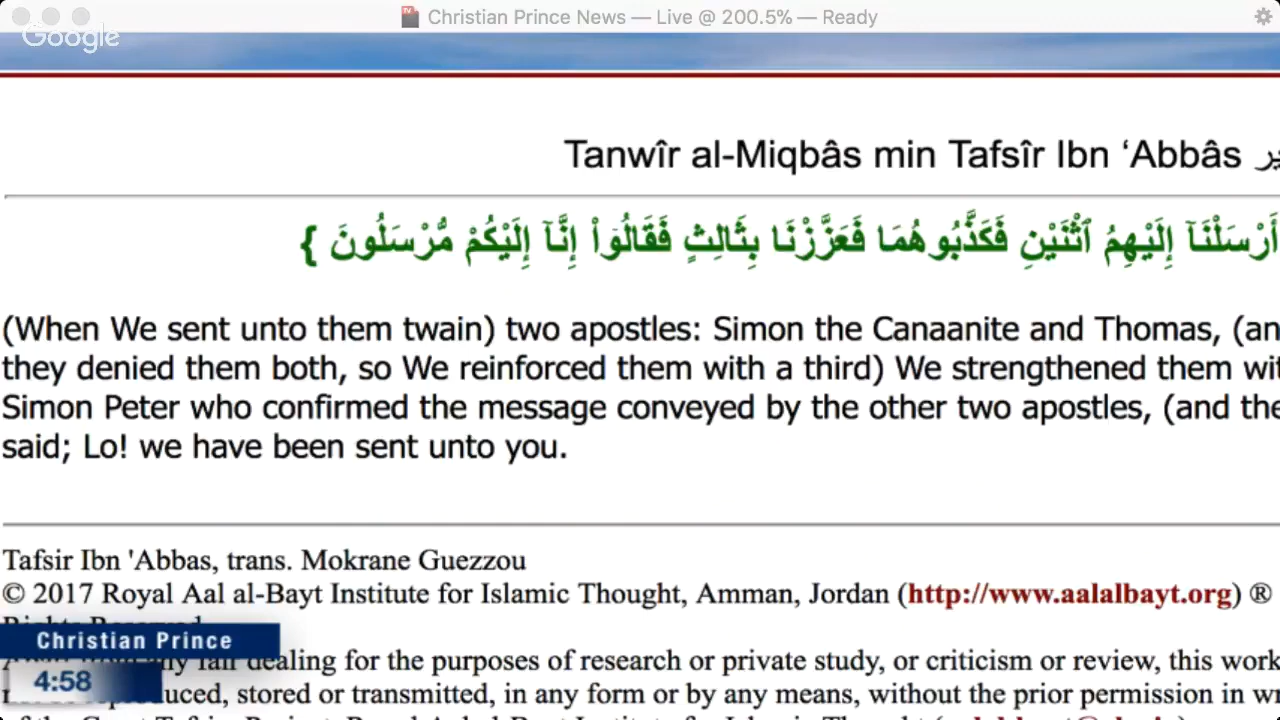 Christian Prince News — Live @ 200.5% — Ready
Google
Tanwîr al-Miqbâs min Tafsîr Ibn ‘Abbâs
أَرْسَلْنَآ إِلَيْهِمُ ٱثْنَيْنِ فَكَذَّبُوهُمَا فَعَزَّزْنَا بِثَالِثٍ فَقَالُوۤاْ إِنَّآ إِلَيْكُمْ مُّرْسَلُونَ }
(When We sent unto them twain) two apostles: Simon the Canaanite and Thomas, (an
they denied them both, so We reinforced them with a third) We strengthened them wit
Simon Peter who confirmed the message conveyed by the other two apostles, (and the
said; Lo! we have been sent unto you.
Tafsir Ibn 'Abbas, trans. Mokrane Guezzou
© 2017 Royal Aal al-Bayt Institute for Islamic Thought, Amman, Jordan (http://www.aalalbayt.org) ®
Rights Reserved
Christian Prince
any fair dealing for the purposes of research or private study, or criticism or review, this work
4:58
stored or transmitted, in any form or by any means, without the prior permission in